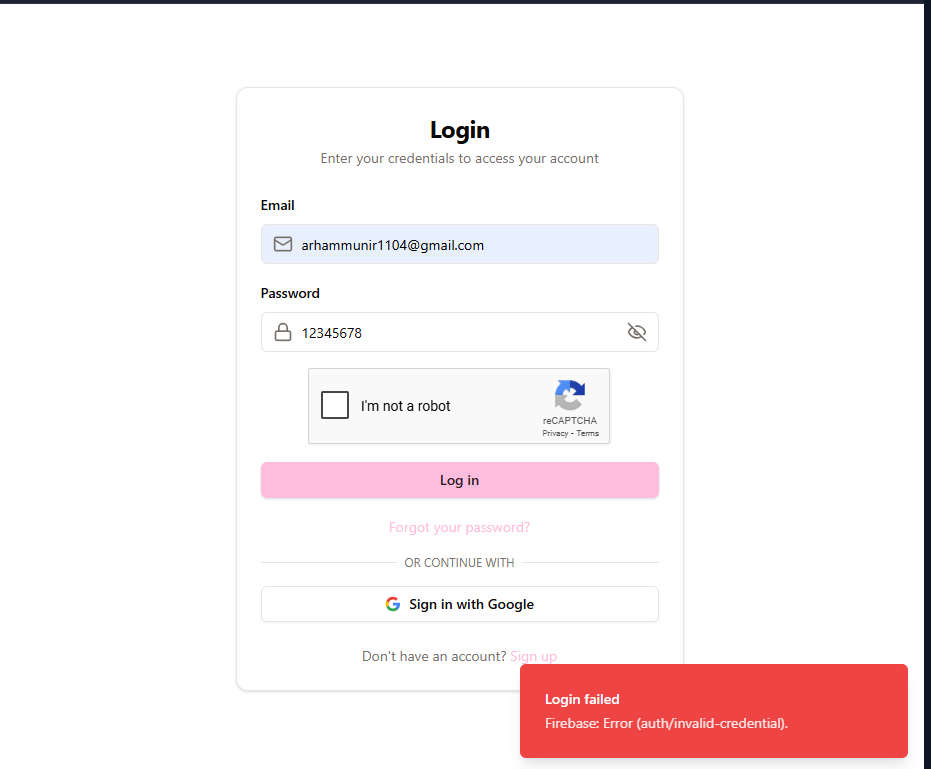 Login
Enter your credentials to access your account
Email
arhammunir1104@gmail.com
Password
12345678
I'm not a robot
reCAPTCHA
Privacy - Terms
Log in
Forgot your password?
OR CONTINUE WITH
Sign in with Google
Don't have an account? Sign up
Login failed
Firebase: Error (auth/invalid-credential).